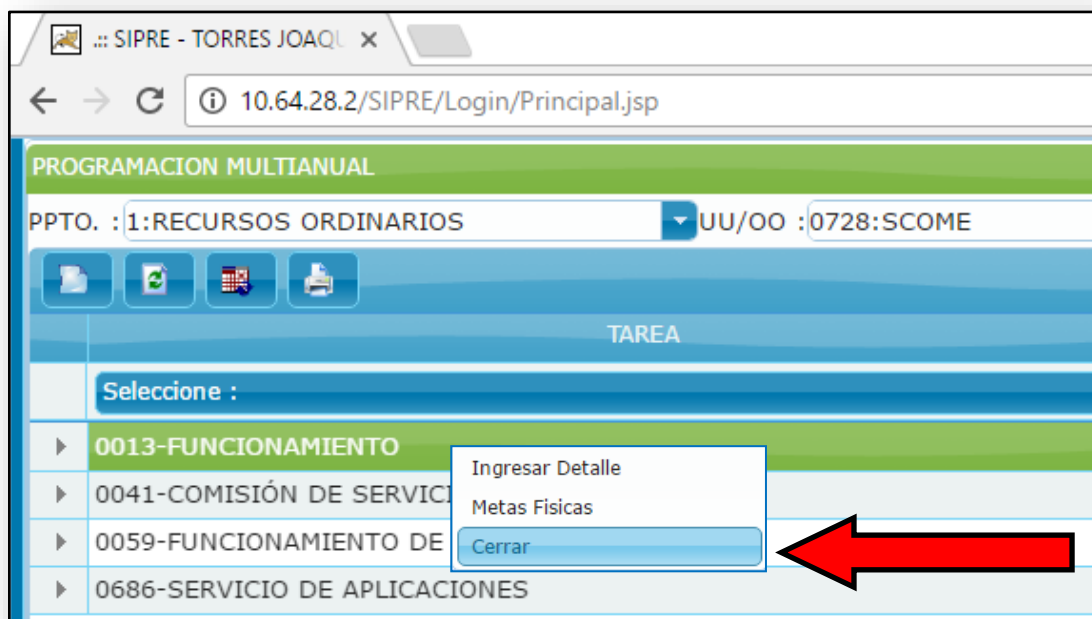 .:: SIPRE - TORRES JOAQU
10.64.28.2/SIPRE/Login/Principal.jsp
PROGRAMACION MULTIANUAL
PPTO. : 1:RECURSOS ORDINARIOS UU/OO : 0728:SCOME
TAREA
Seleccione :
0013-FUNCIONAMIENTO
Ingresar Detalle
0041-COMISIÓN DE SERVICI
Metas Fisicas
0059-FUNCIONAMIENTO DE
Cerrar
0686-SERVICIO DE APLICACIONES